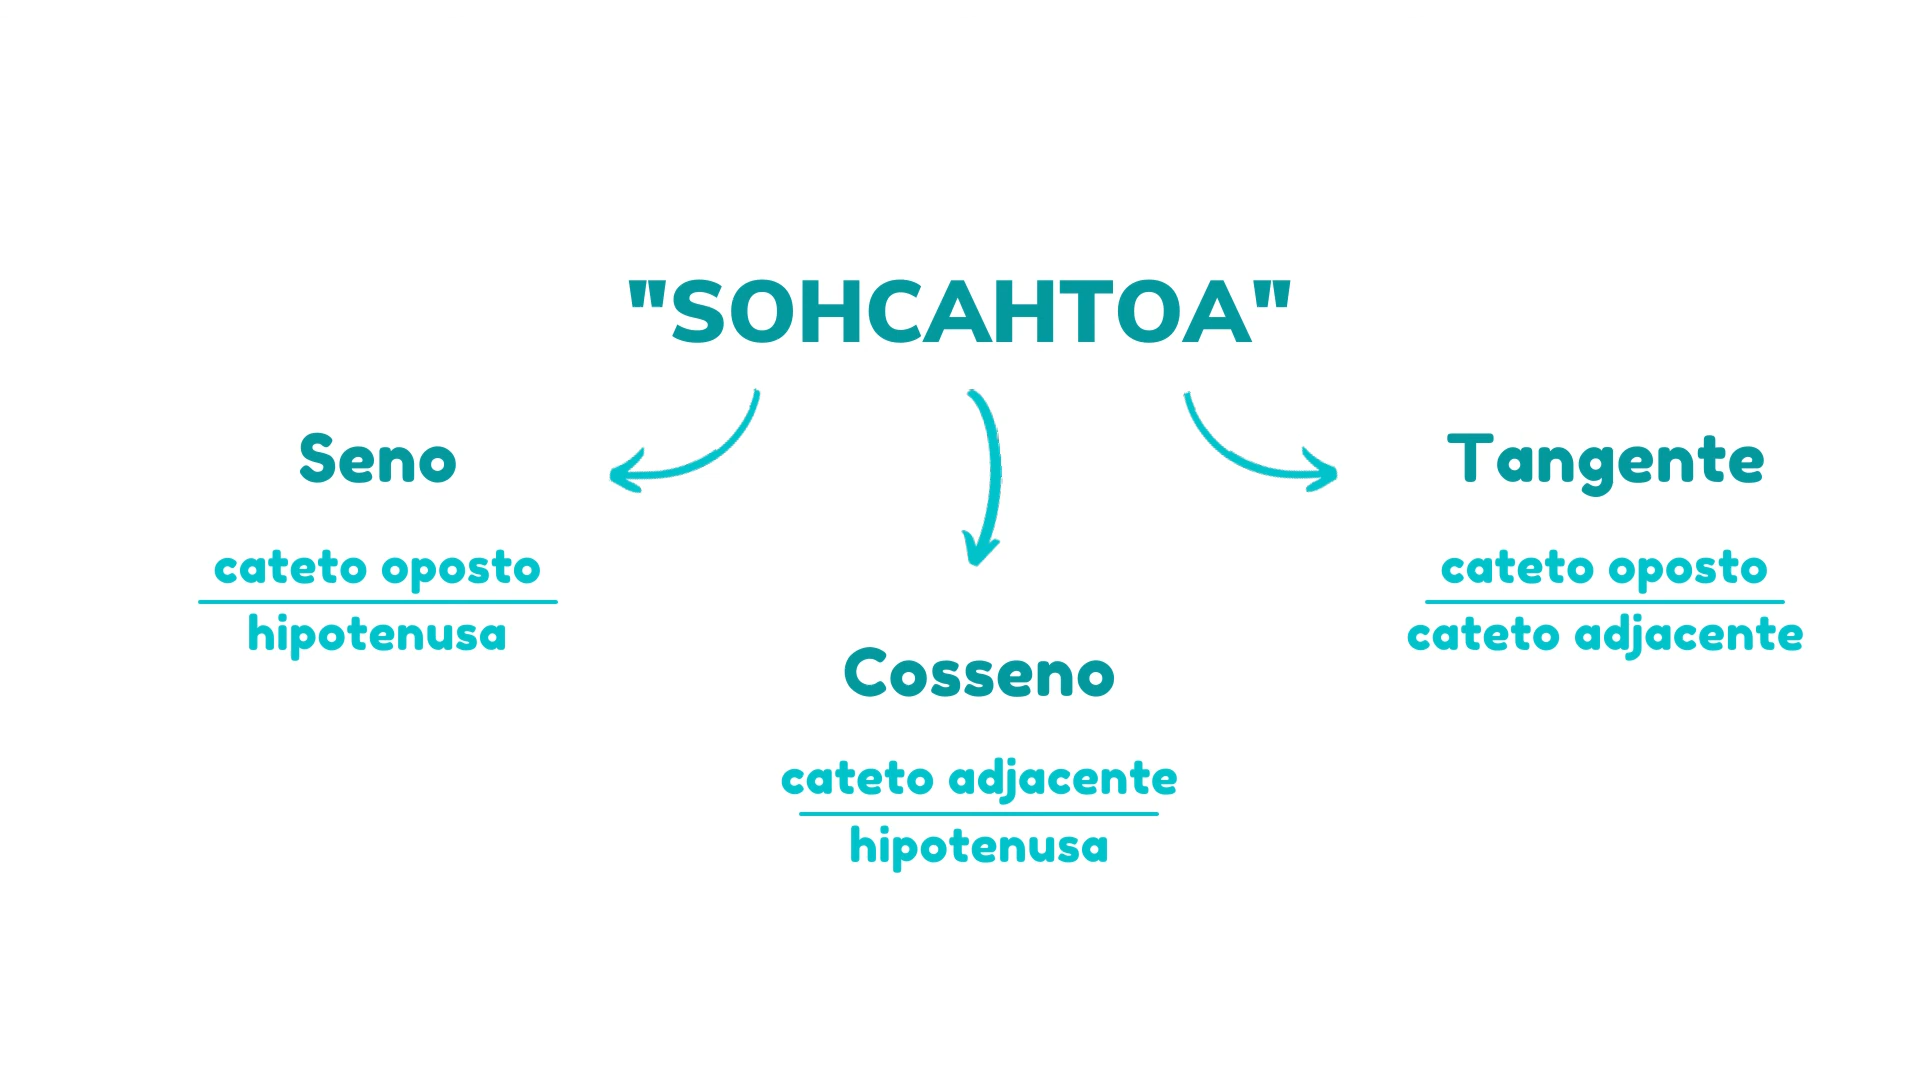 "SOHCAHTOA"
Seno
cateto oposto
hipotenusa
Cosseno
cateto adjacente
hipotenusa
Tangente
cateto oposto
cateto adjacente